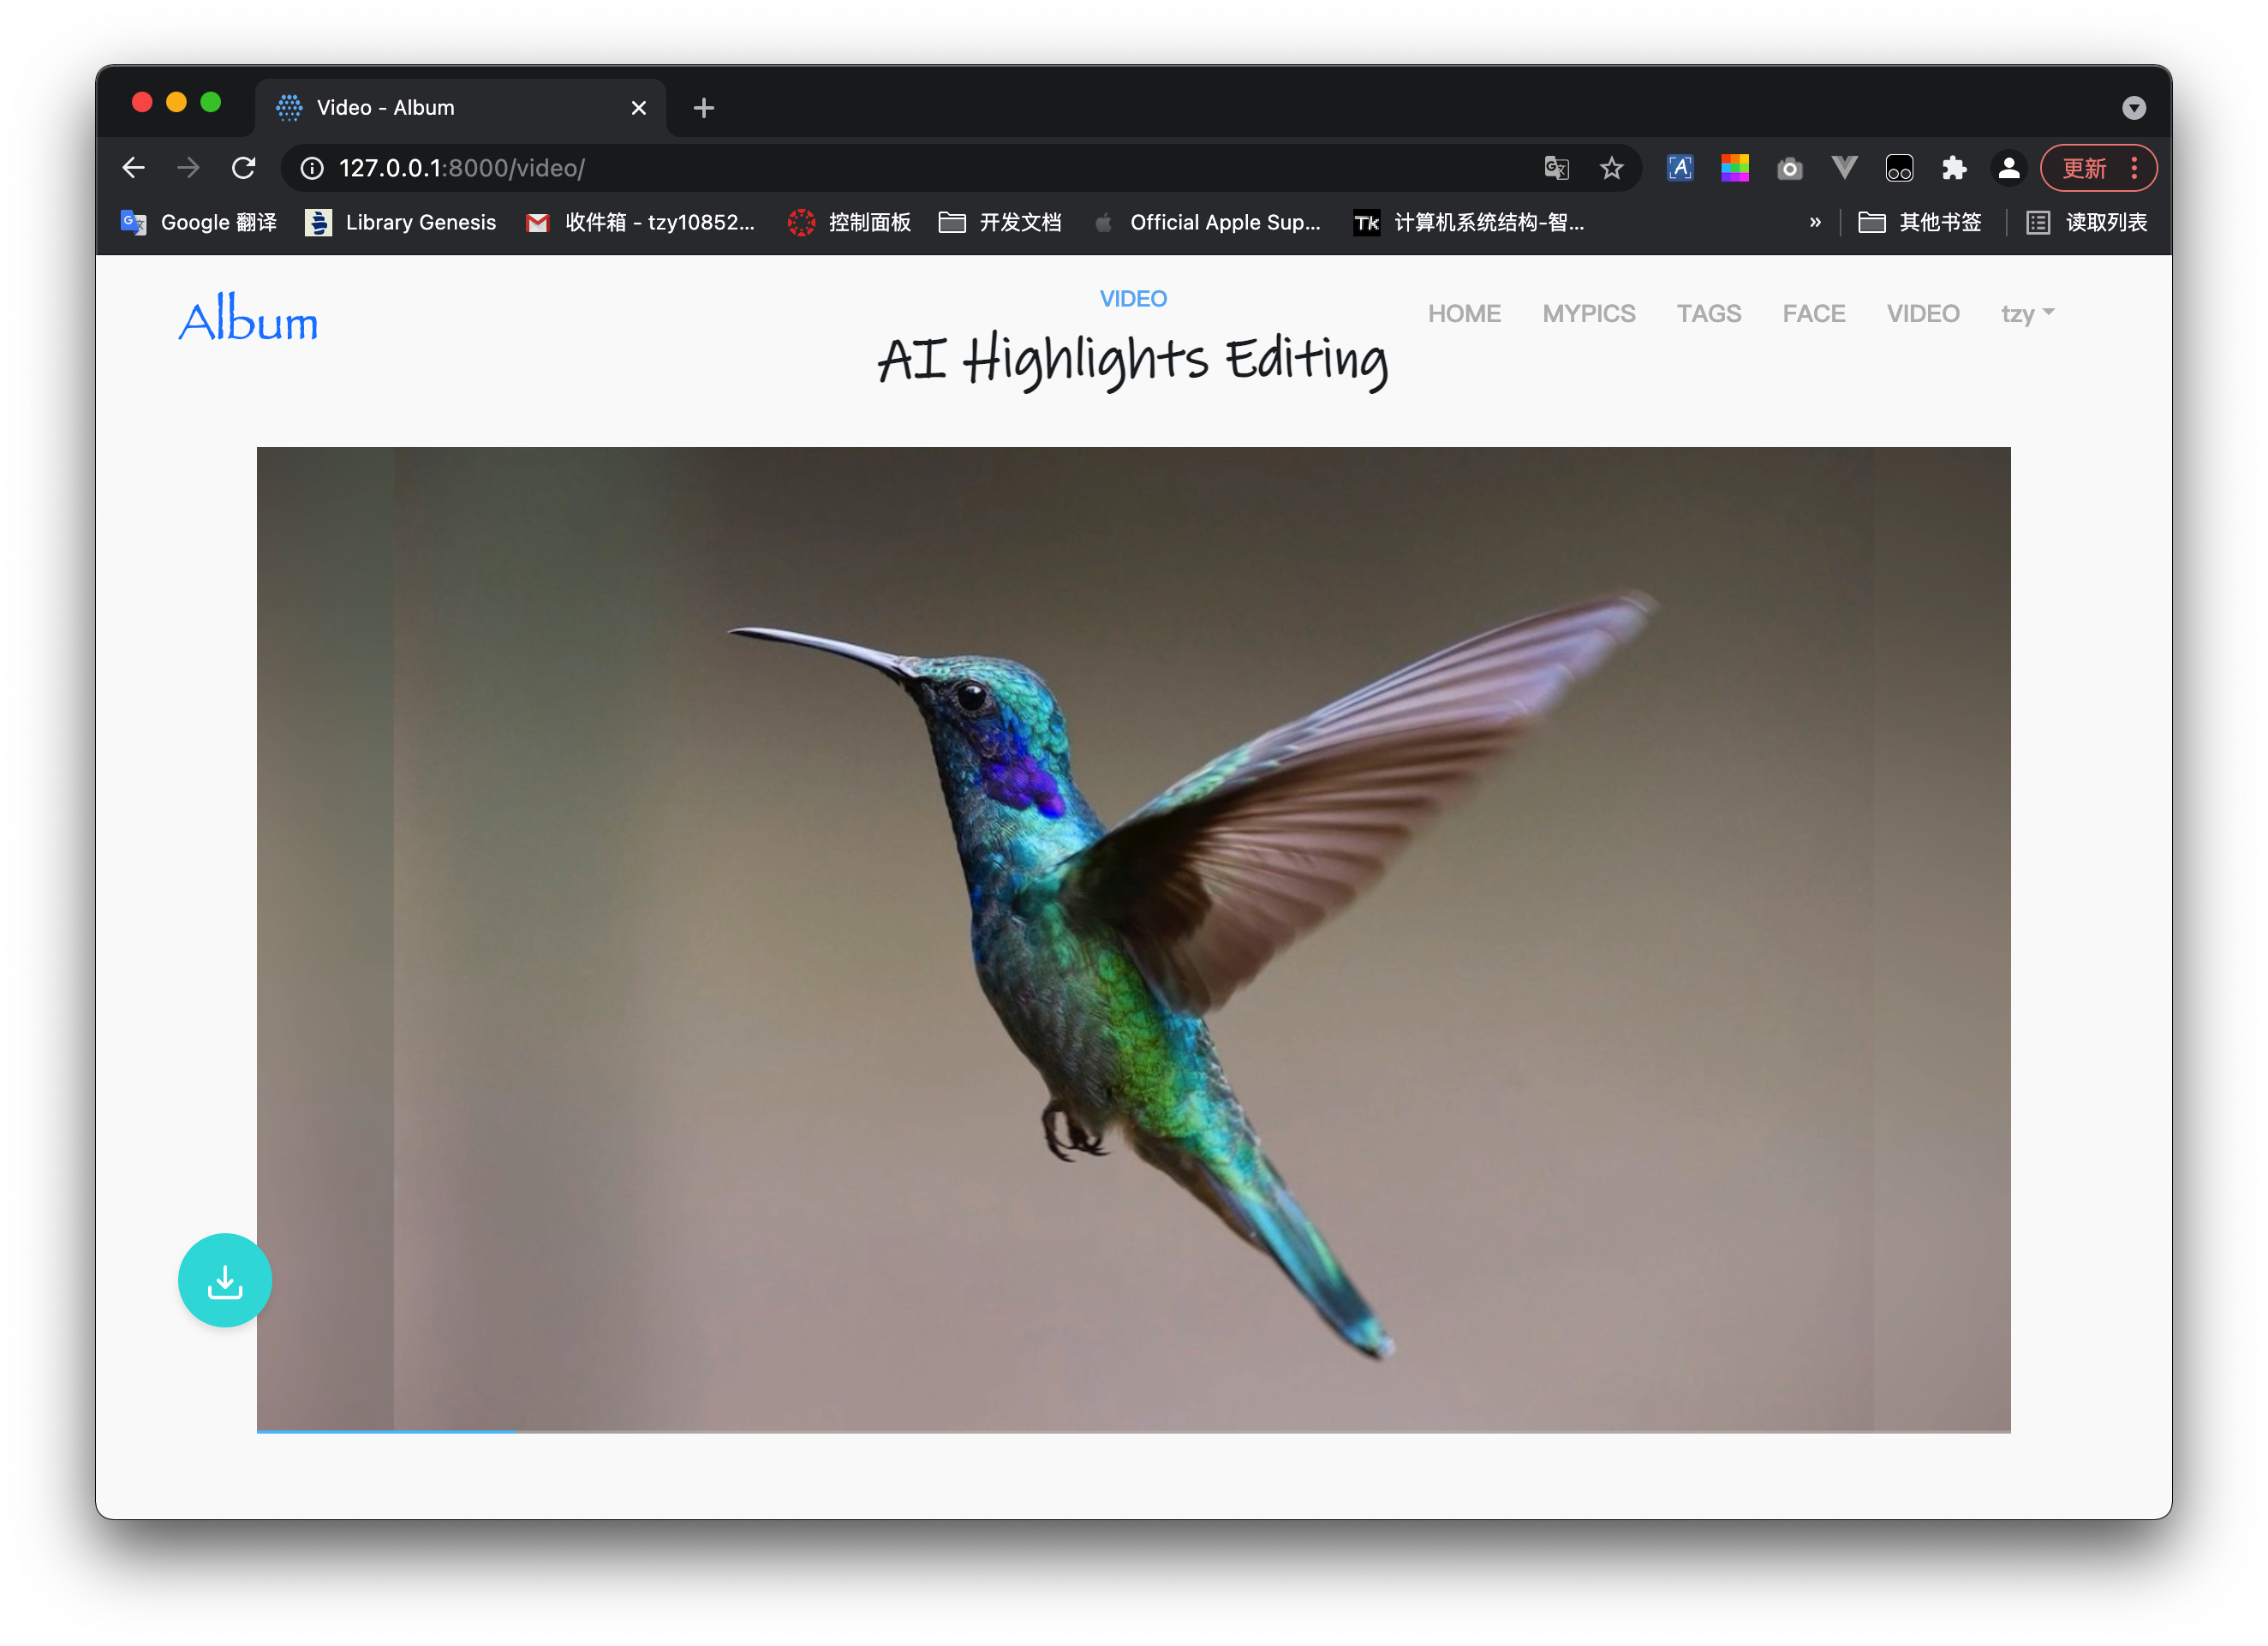 Video - Album
127.0.0.1:8000/video/
更新
Google 翻译
Library Genesis
收件箱 - tzy10852...
控制面板
开发文档
Official Apple Sup...
Tk
计算机系统结构-智...
»
其他书签
读取列表
Album
VIDEO
HOME
MYPICS
TAGS
FACE
VIDEO
tzy
AI Highlights Editing